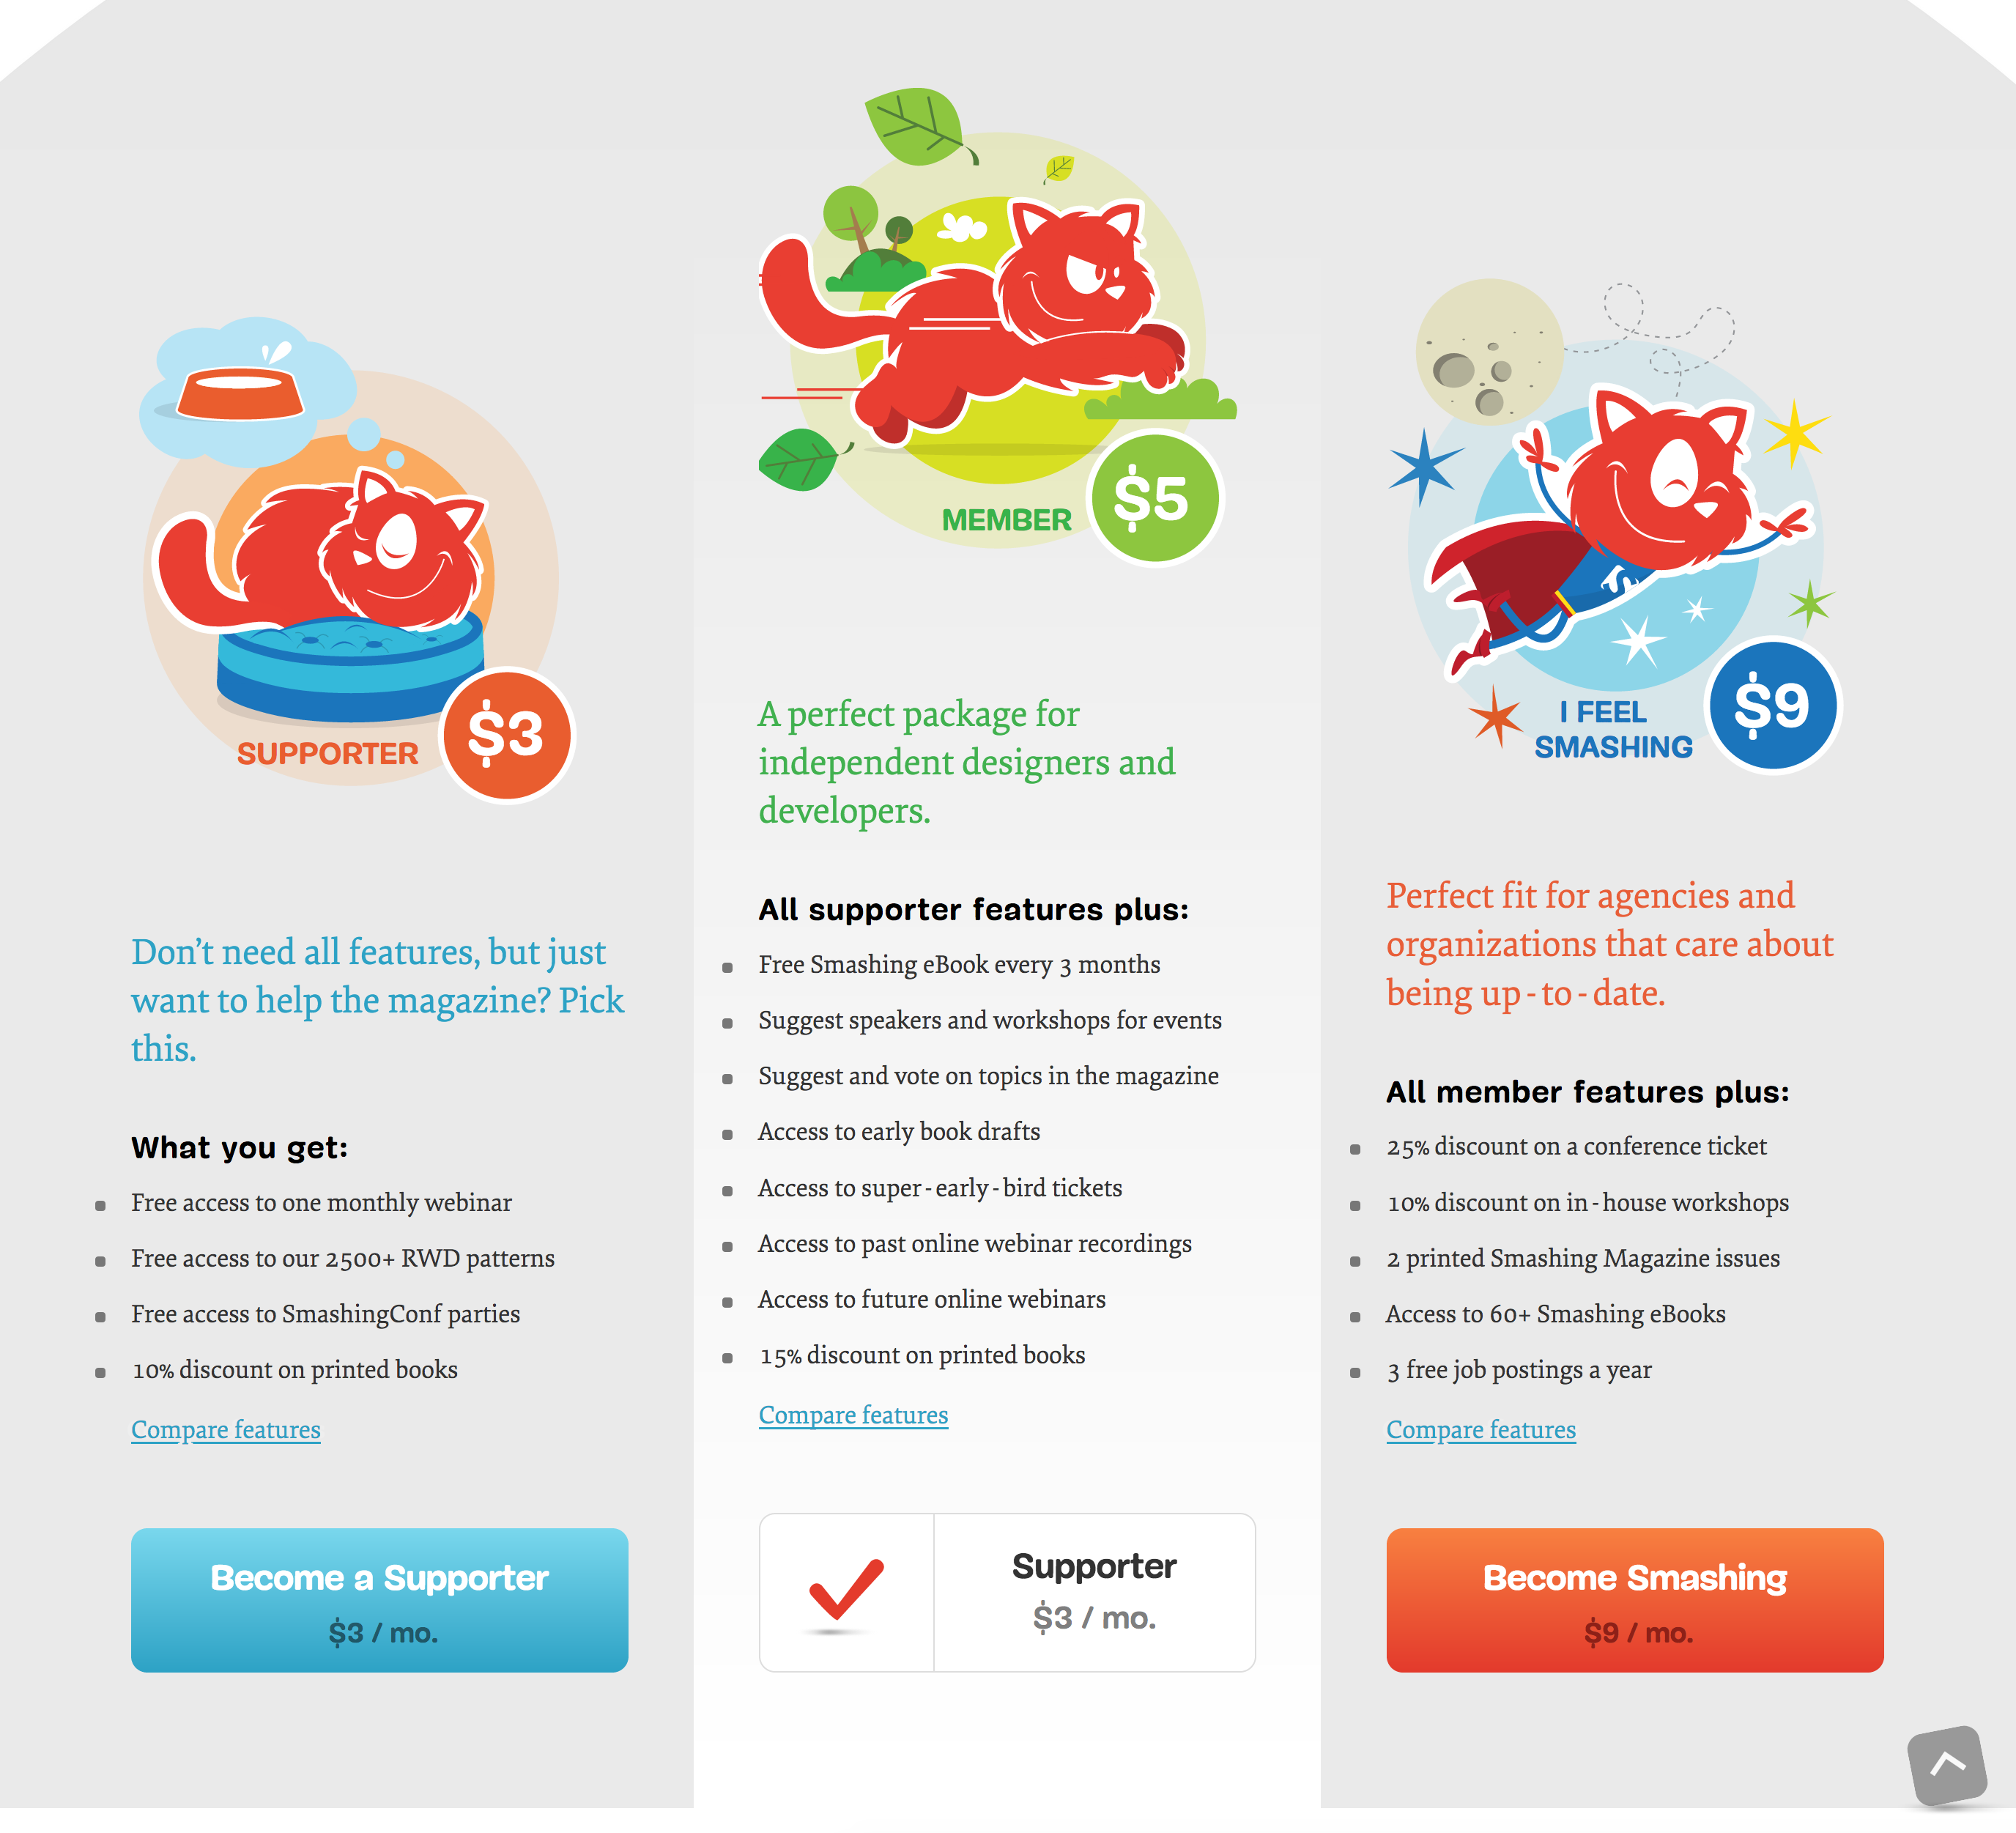 SUPPORTER
$3
Don’t need all features, but just
want to help the magazine? Pick
this.
What you get:
Free access to one monthly webinar
Free access to our 2500+ RWD patterns
Free access to SmashingConf parties
10% discount on printed books
Compare features
Become a Supporter
$3 / mo.
MEMBER
$5
A perfect package for
independent designers and
developers.
All supporter features plus:
Free Smashing eBook every 3 months
Suggest speakers and workshops for events
Suggest and vote on topics in the magazine
Access to early book drafts
Access to super-early-bird tickets
Access to past online webinar recordings
Access to future online webinars
15% discount on printed books
Compare features
Supporter
$3 / mo.
I FEEL
SMASHING
$9
Perfect fit for agencies and
organizations that care about
being up-to-date.
All member features plus:
25% discount on a conference ticket
10% discount on in-house workshops
2 printed Smashing Magazine issues
Access to 60+ Smashing eBooks
3 free job postings a year
Compare features
Become Smashing
$9 / mo.